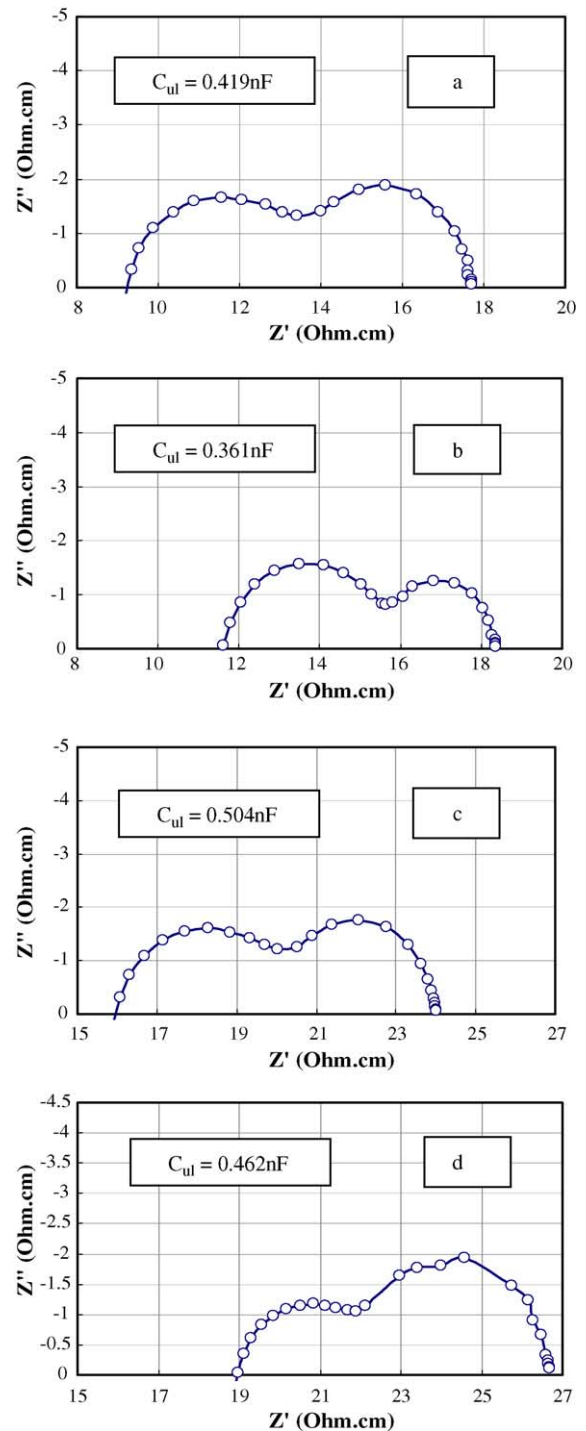 -5
-4
C_ul = 0.419nF
a
-3
-2
-1
0
Z'' (Ohm.cm)
8 10 12 14 16 18 20
Z' (Ohm.cm)
-5
-4
C_ul = 0.361nF
b
-3
-2
-1
0
Z'' (Ohm.cm)
8 10 12 14 16 18 20
Z' (Ohm.cm)
-5
-4
C_ul = 0.504nF
c
-3
-2
-1
0
Z'' (Ohm.cm)
15 17 19 21 23 25 27
Z' (Ohm.cm)
-4.5
-4
C_ul = 0.462nF
d
-3.5
-3
-2.5
-2
-1.5
-1
-0.5
0
Z'' (Ohm.cm)
15 17 19 21 23 25 27
Z' (Ohm.cm)